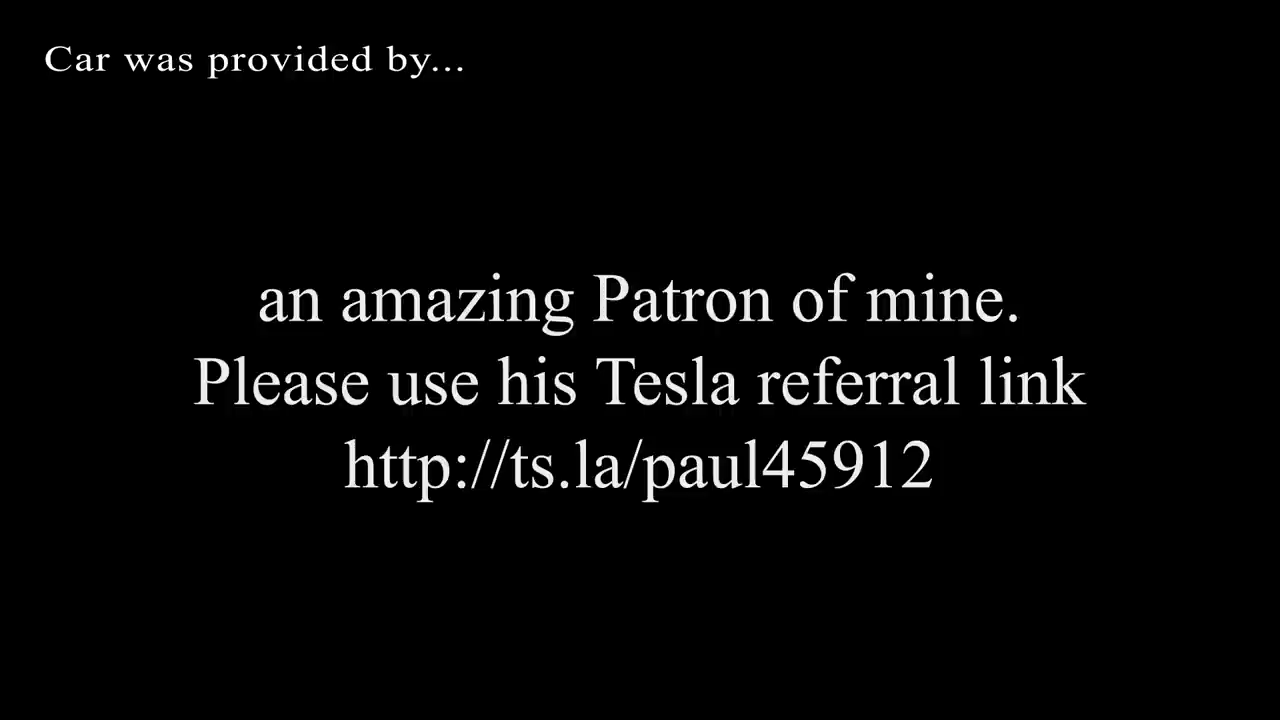 Car was provided by...
an amazing Patron of mine.
Please use his Tesla referral link
http://ts.la/paul45912